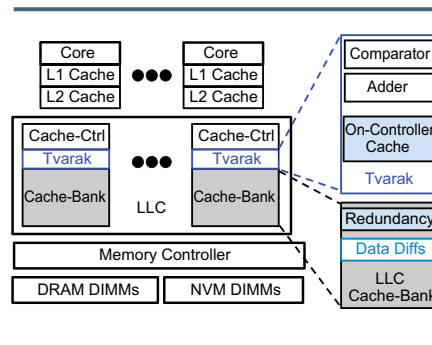 Core
L1 Cache
L2 Cache
Core
L1 Cache
L2 Cache
Cache-Ctrl
Tvarak
Cache-Bank
LLC
Cache-Ctrl
Tvarak
Cache-Bank
Memory Controller
DRAM DIMMs
NVM DIMMs
Comparator
Adder
On-Controller
Cache
Tvarak
Redundancy
Data Diffs
LLC
Cache-Bank